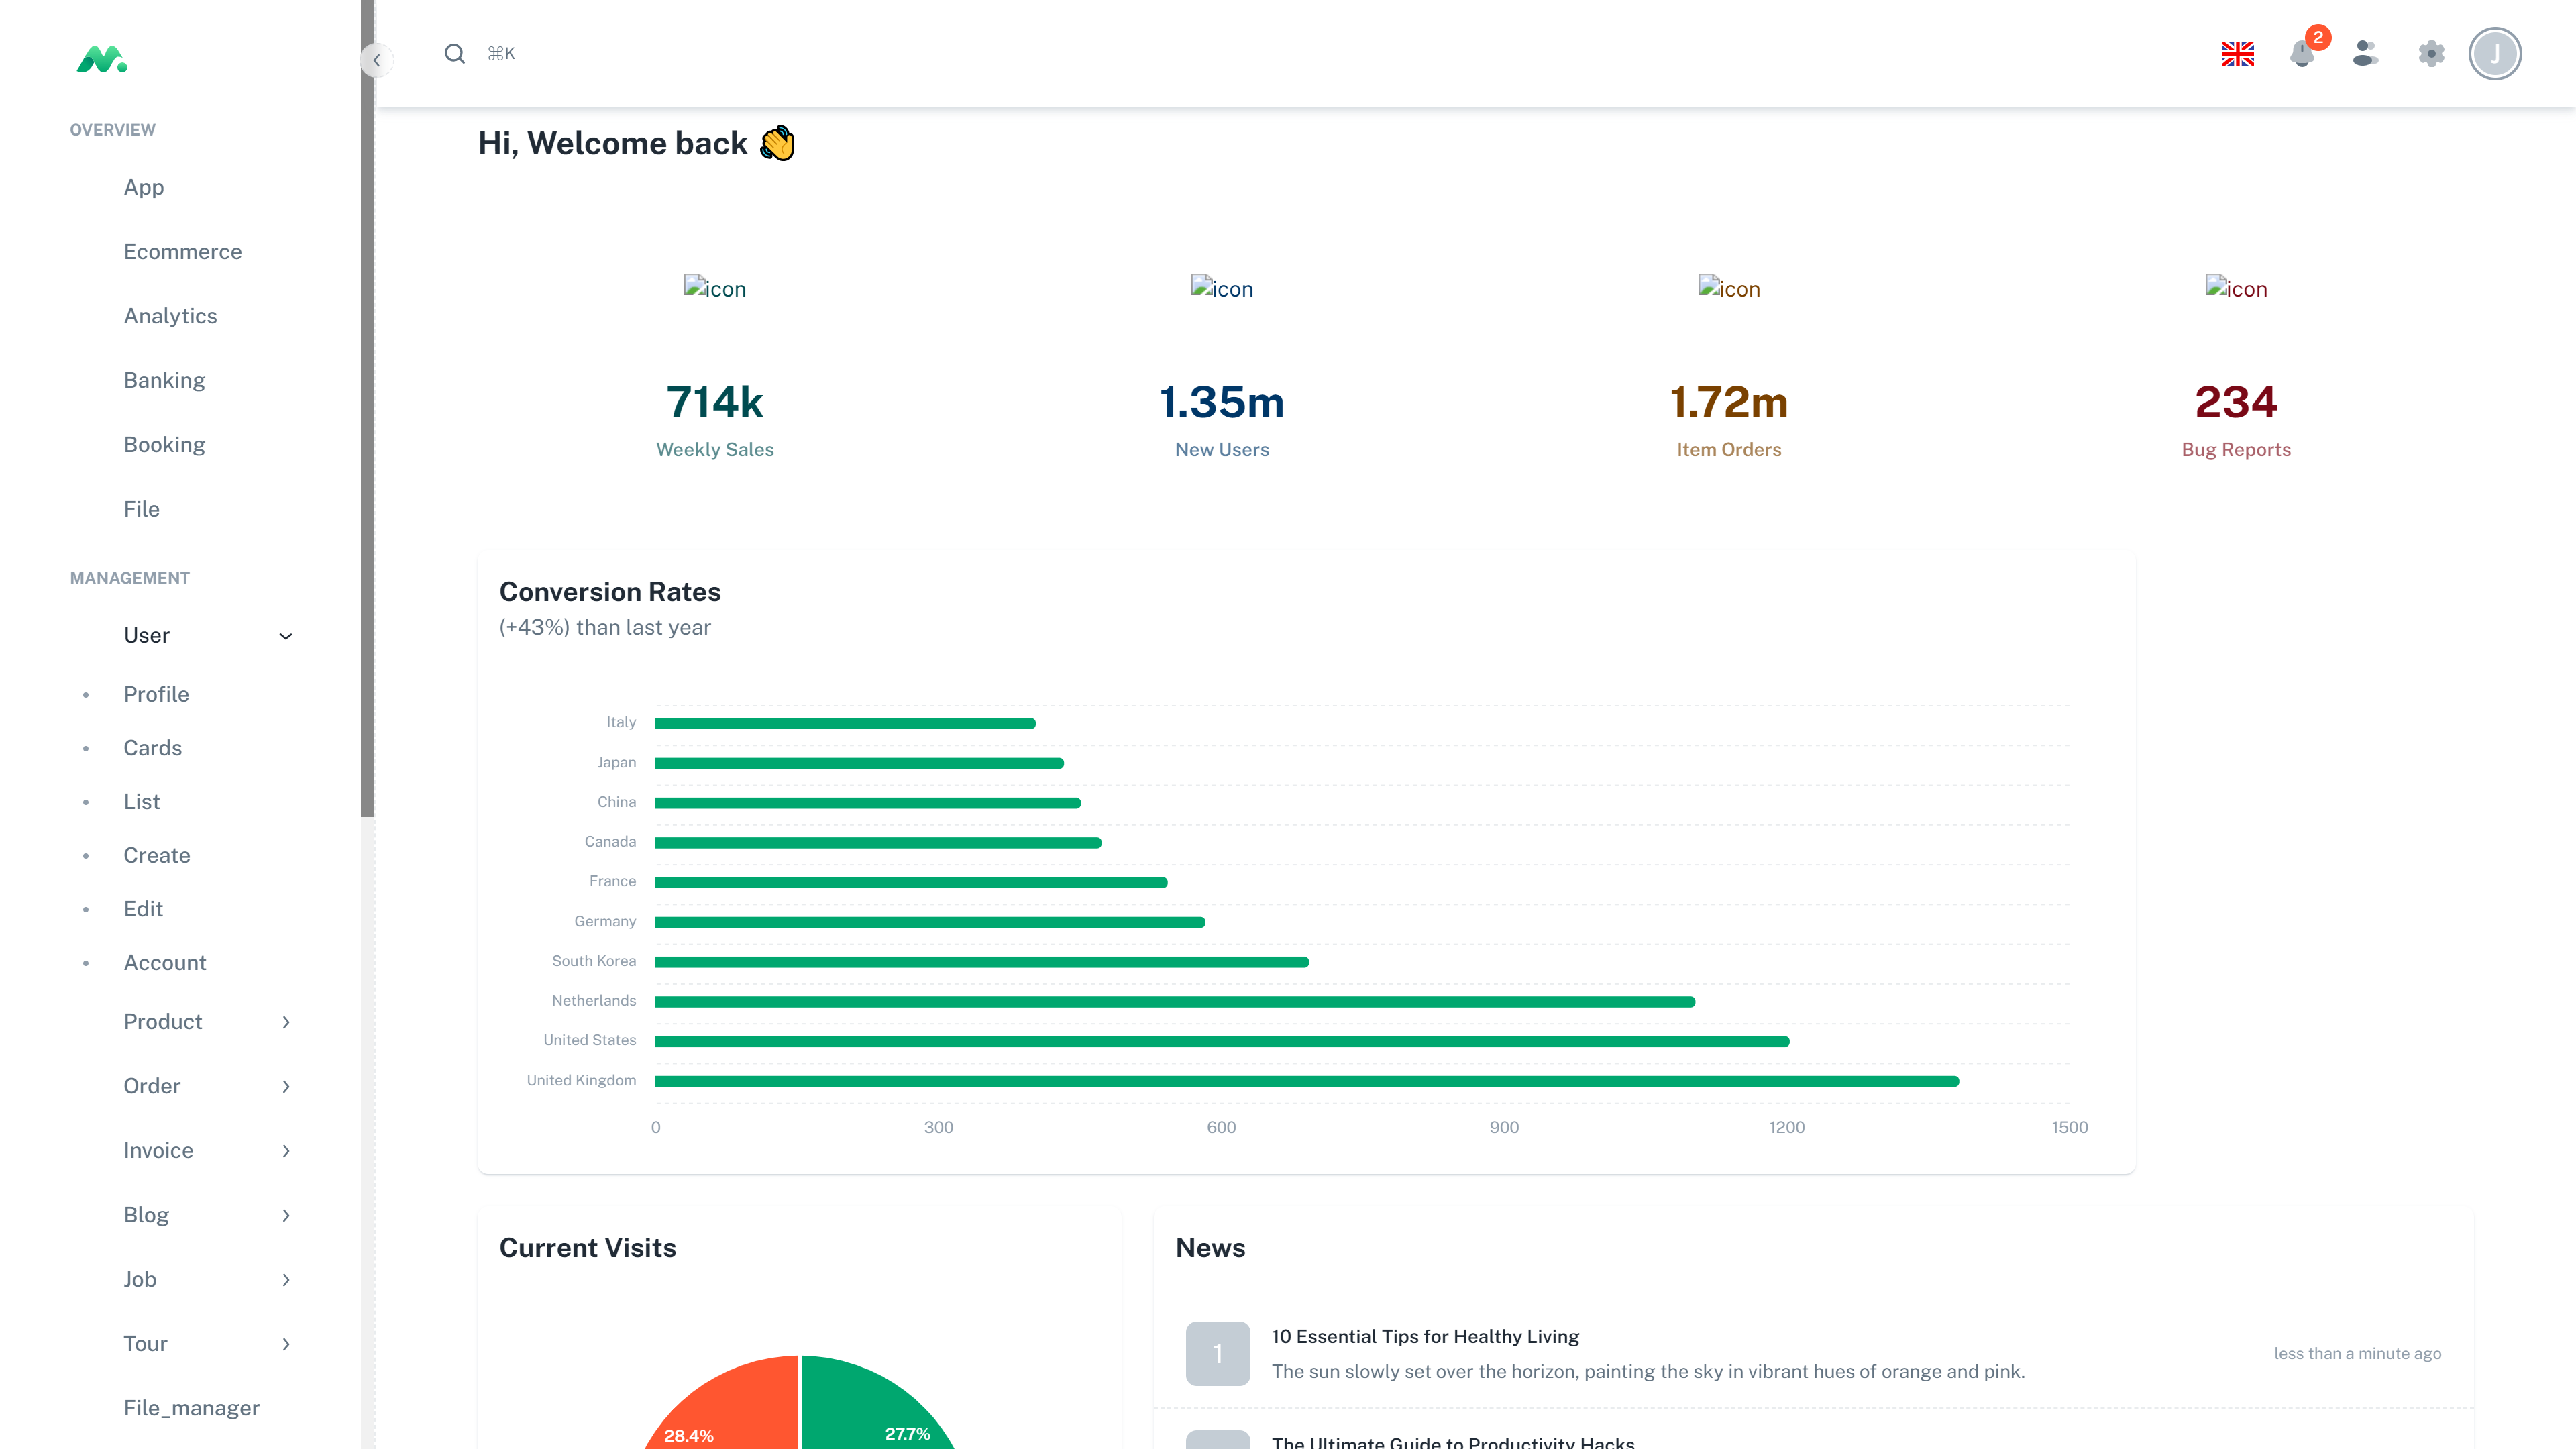 ⌘K
2
J
OVERVIEW
App
Ecommerce
Analytics
Banking
Booking
File
MANAGEMENT
User
Profile
Cards
List
Create
Edit
Account
Product
Order
Invoice
Blog
Job
Tour
File_manager
Hi, Welcome back 👋
icon
714k
Weekly Sales
icon
1.35m
New Users
icon
1.72m
Item Orders
icon
234
Bug Reports
Conversion Rates
(+43%) than last year
Italy
Japan
China
Canada
France
Germany
South Korea
Netherlands
United States
United Kingdom
0 300 600 900 1200 1500
Current Visits
28.4% 27.7%
News
1
10 Essential Tips for Healthy Living
The sun slowly set over the horizon, painting the sky in vibrant hues of orange and pink.
less than a minute ago
The Ultimate Guide to Productivity Hacks